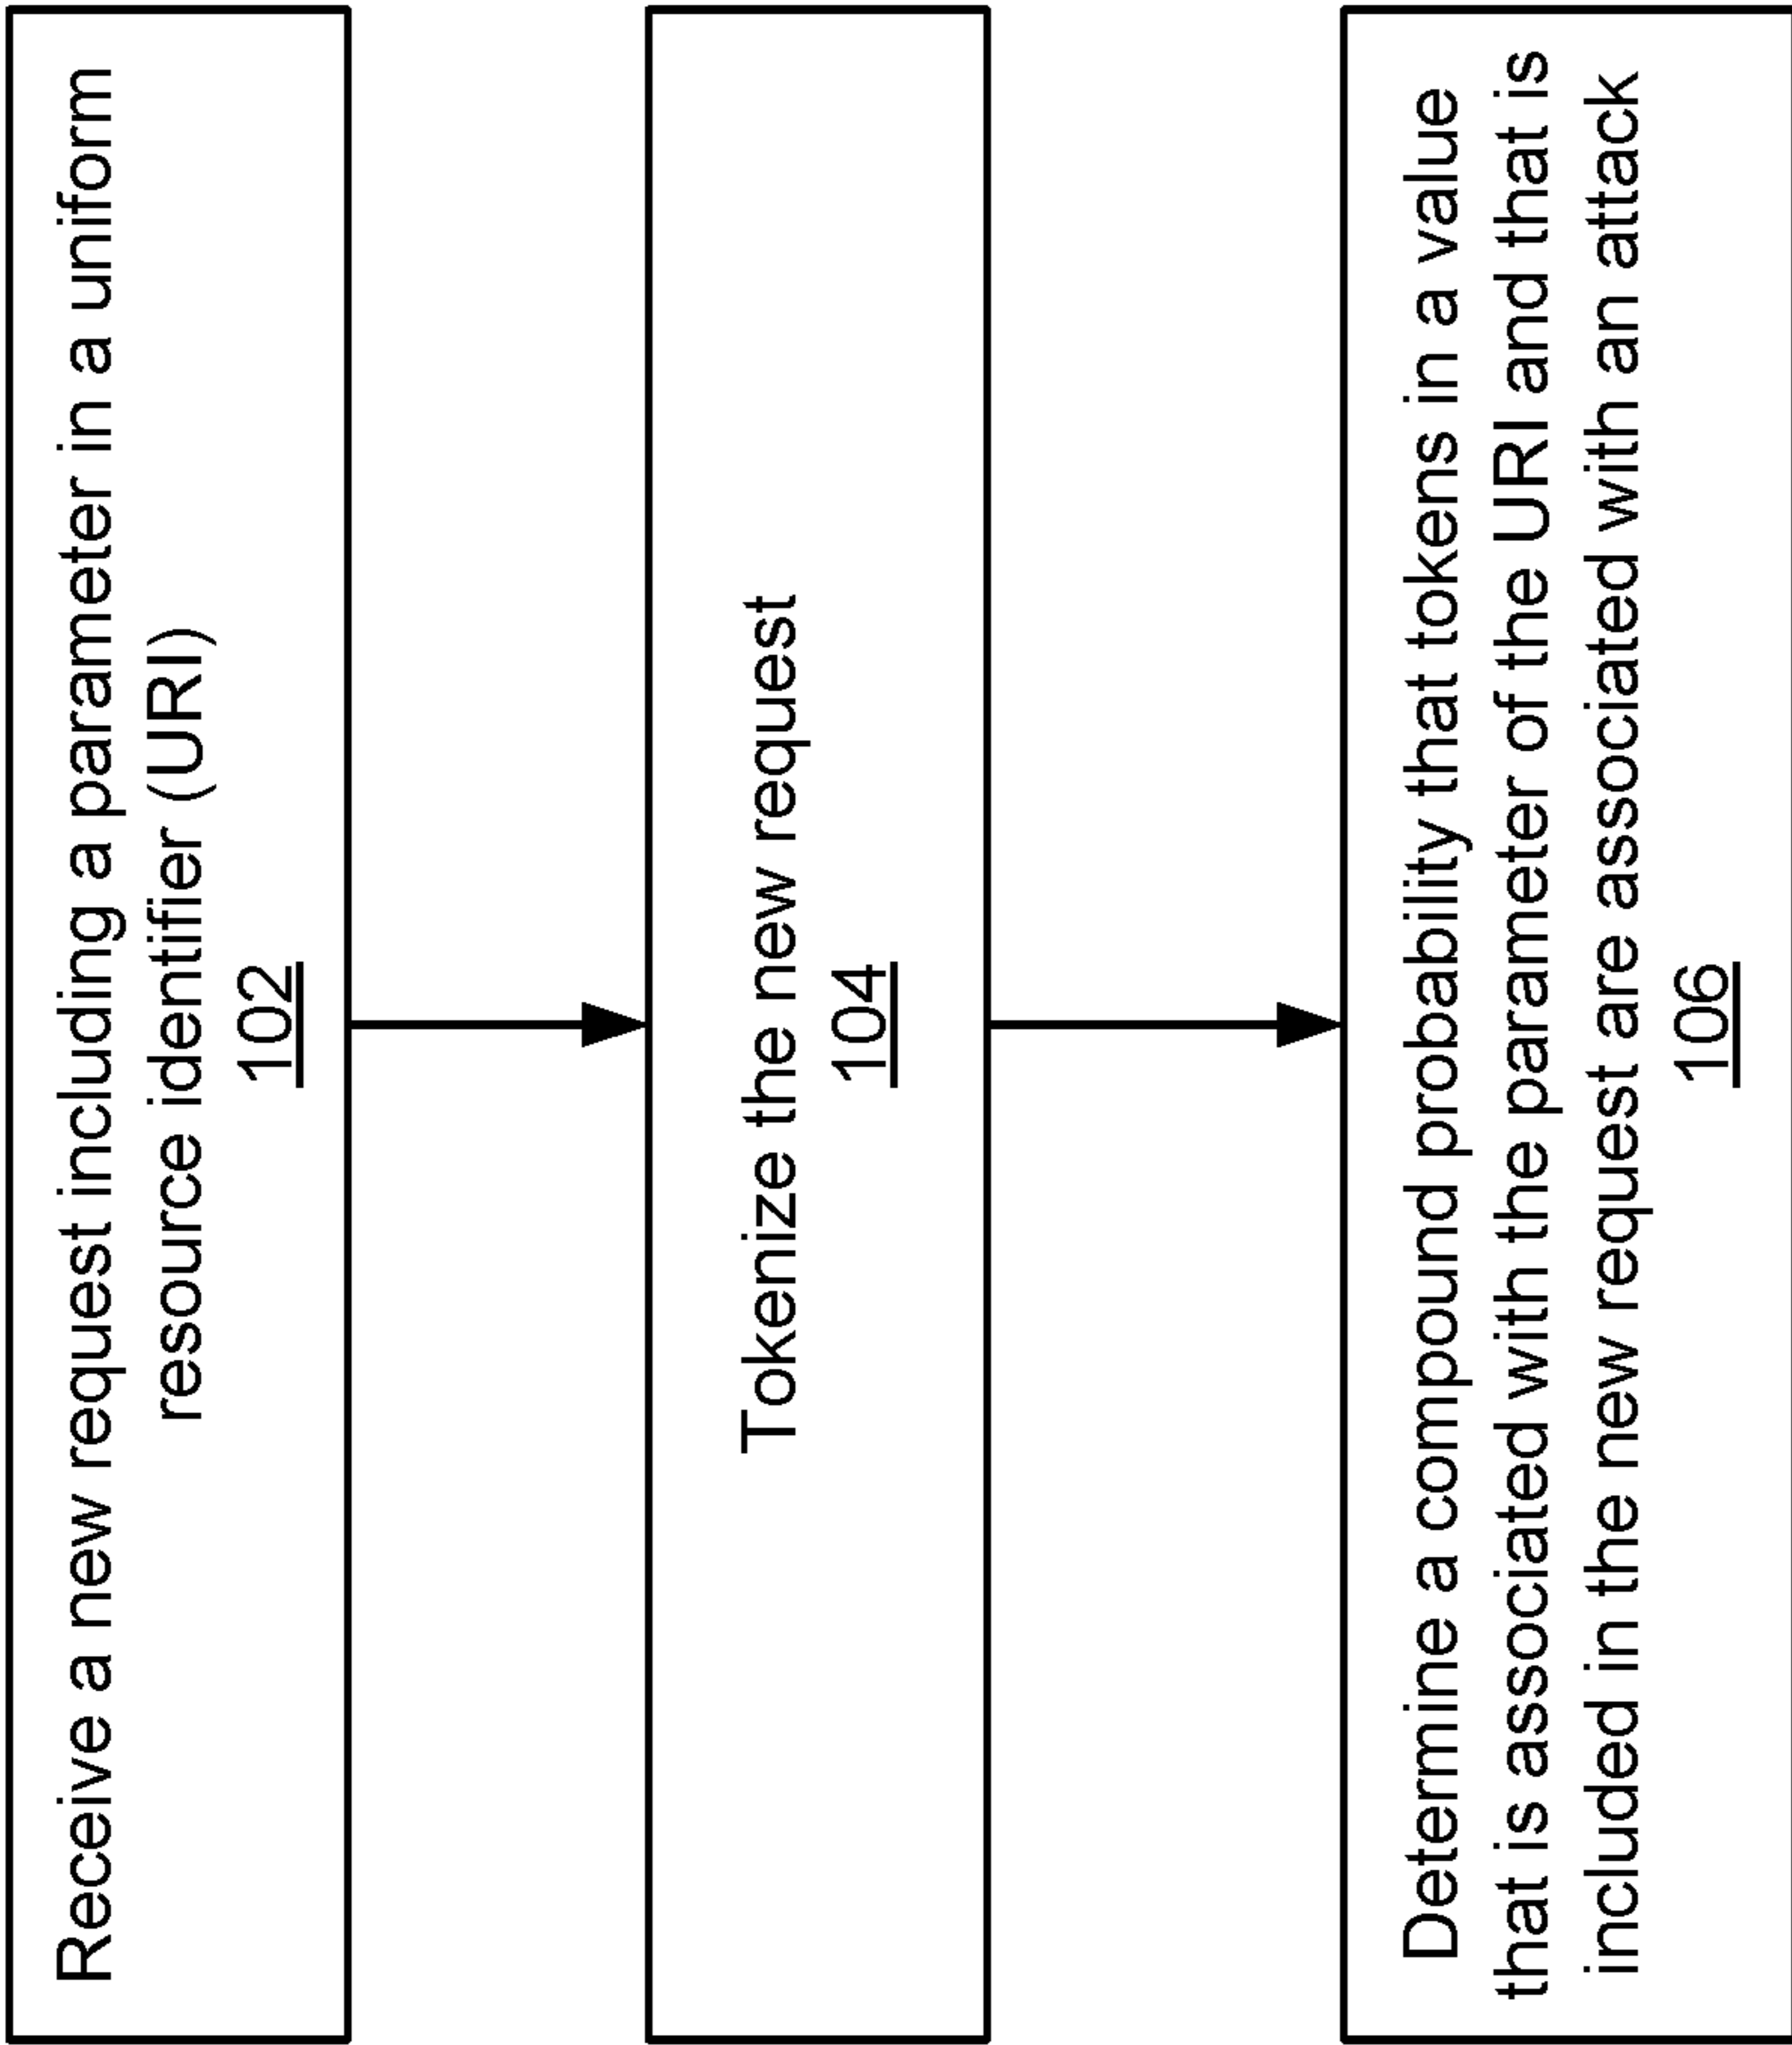 Receive a new request including a parameter in a uniform
resource identifier (URI)
102
Tokenize the new request
104
Determine a compound probability that tokens in a value
that is associated with the parameter of the URI and that is
included in the new request are associated with an attack
106